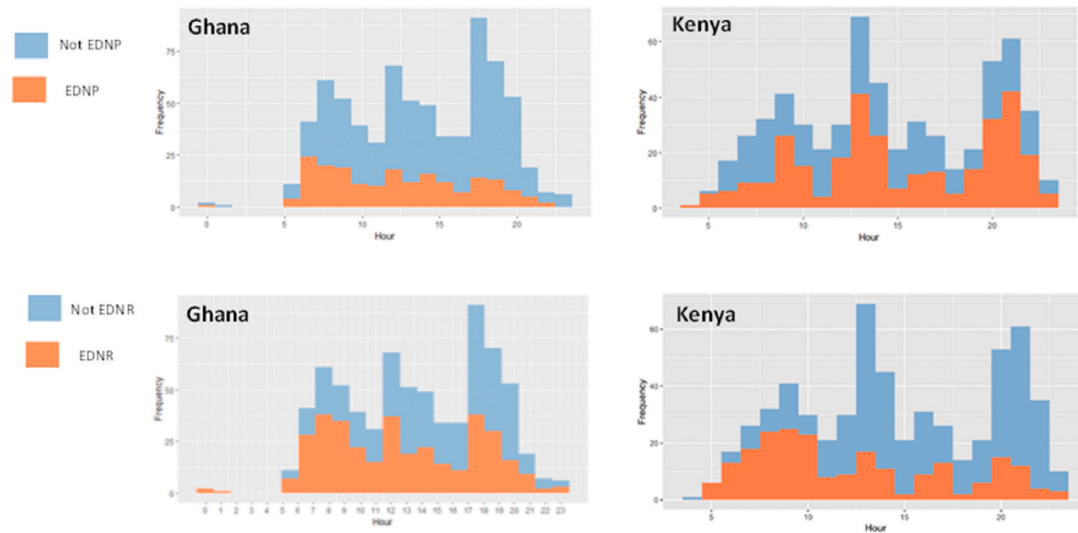 Not EDNP
EDNP
Ghana
Frequency
75
50
25
0
0 5 10 15 20
Hour
Kenya
Frequency
60
40
20
0
5 10 15 20
Hour
Not EDNR
EDNR
Ghana
Frequency
75
50
25
0
0 1 2 3 4 5 6 7 8 9 10 11 12 13 14 15 16 17 18 19 20 21 22 23
Hour
Kenya
Frequency
60
40
20
0
5 10 15 20
Hour